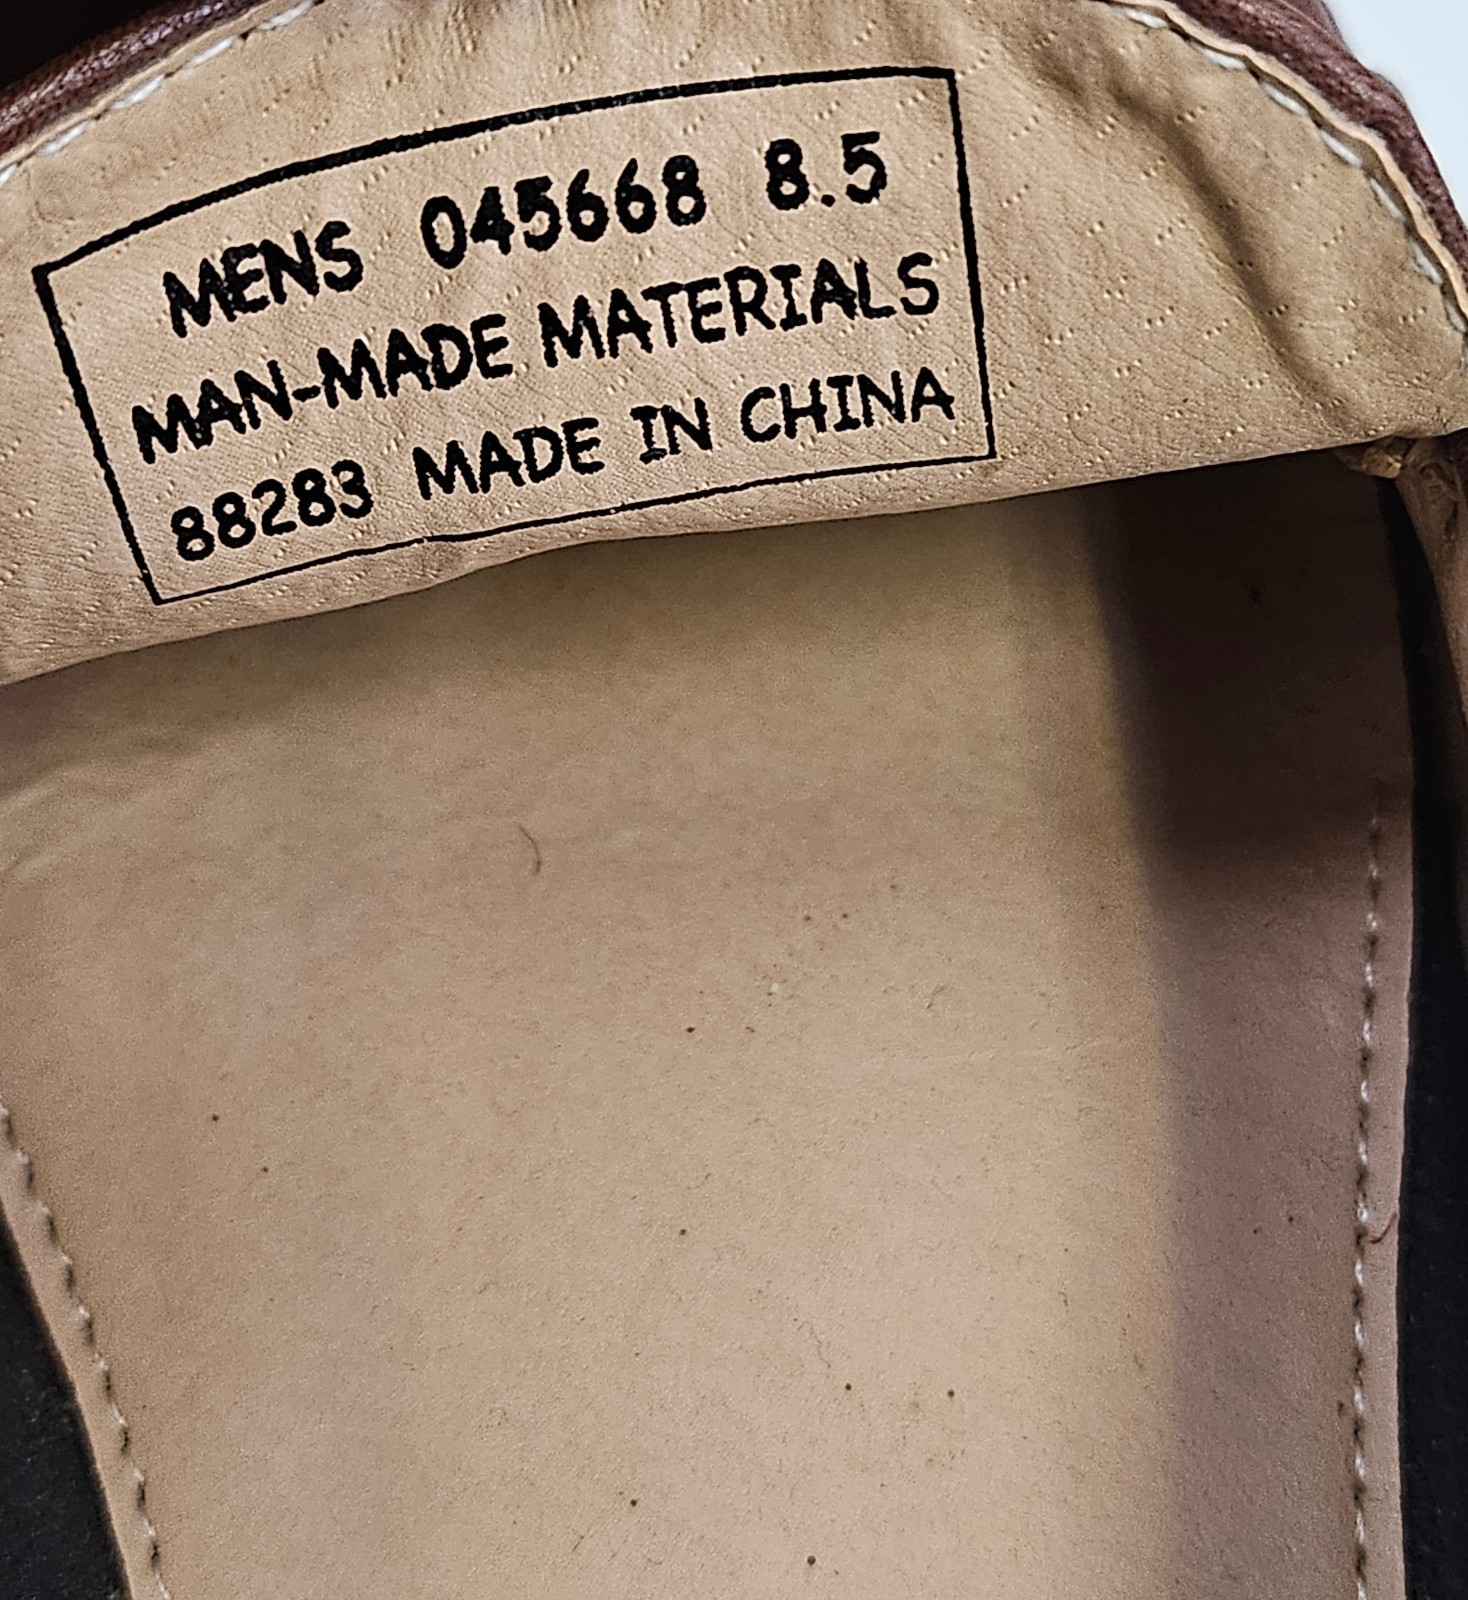 MENS 045668 8.5
MAN-MADE MATERIALS
88283 MADE IN CHINA